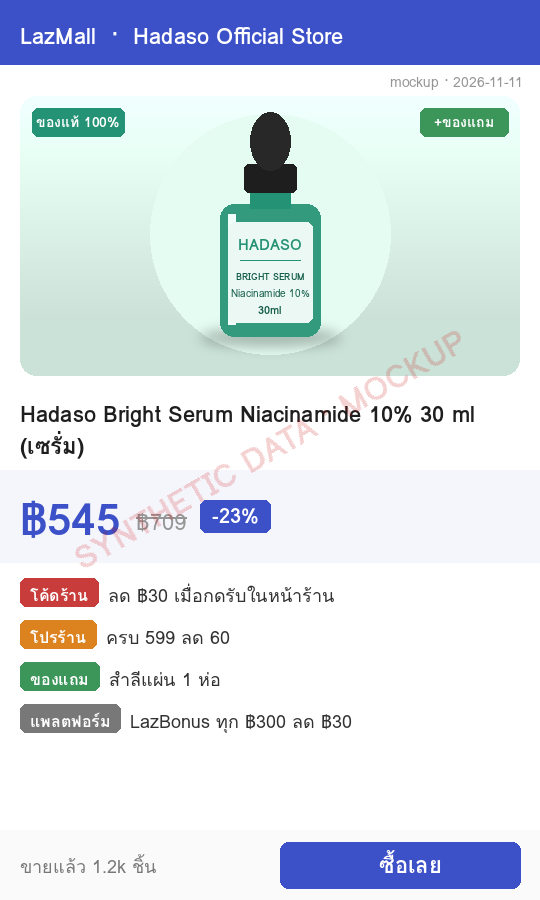 LazMall · Hadaso Official Store
mockup · 2026-11-11
ของแท้ 100%
+ของแถม
HADASO
BRIGHT SERUM
Niacinamide 10%
30ml
Hadaso Bright Serum Niacinamide 10% 30 ml
(เซรั่ม)
฿545 ฿709 -23%
SYNTHETIC DATA · MOCKUP
โค้ดร้าน ลด ฿30 เมื่อกดรับในหน้าร้าน
โปรร้าน ครบ 599 ลด 60
ของแถม สำลีแผ่น 1 ห่อ
แพลตฟอร์ม LazBonus ทุก ฿300 ลด ฿30
ขายแล้ว 1.2k ชิ้น
ซื้อเลย